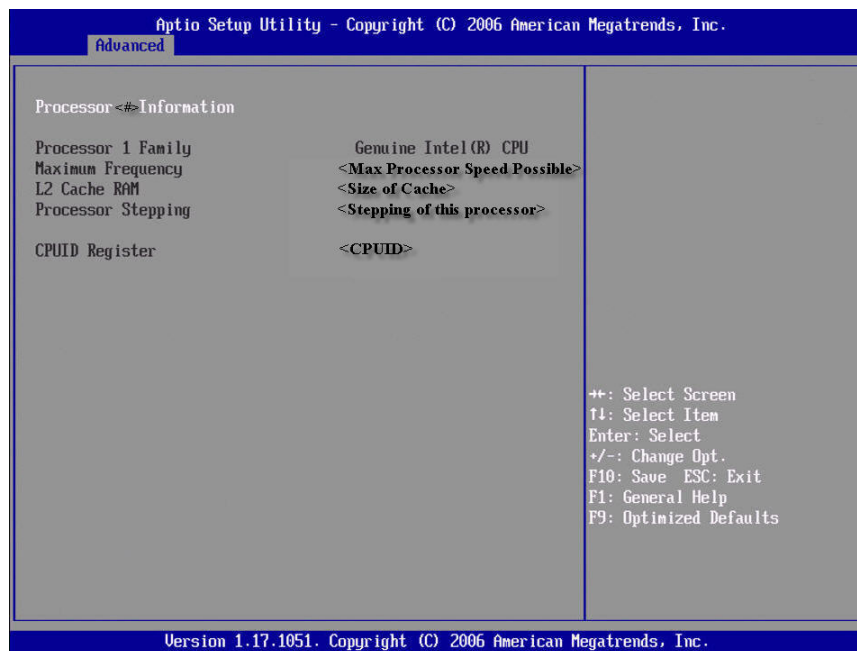 Aptio Setup Utility - Copyright (C) 2006 American Megatrends, Inc.
Advanced
Processor <#> Information
Processor 1 Family Genuine Intel(R) CPU
Maximum Frequency <Max Processor Speed Possible>
L2 Cache RAM <Size of Cache>
Processor Stepping <Stepping of this processor>
CPUID Register <CPUID>
→←: Select Screen
↑↓: Select Item
Enter: Select
+/-: Change Opt.
F10: Save ESC: Exit
F1: General Help
F9: Optimized Defaults
Version 1.17.1051. Copyright (C) 2006 American Megatrends, Inc.